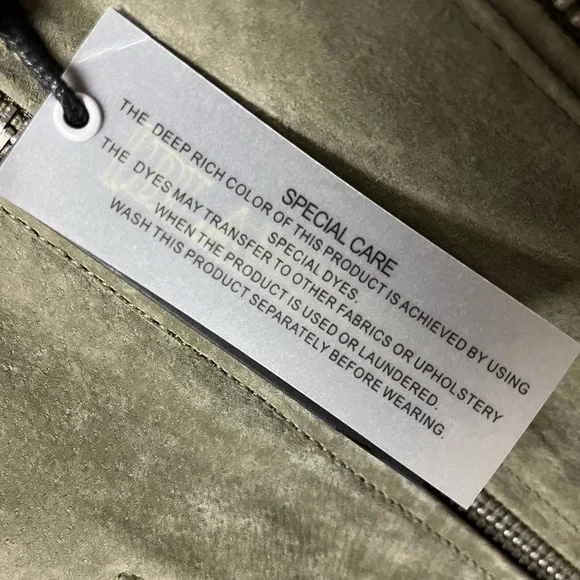 SPECIAL CARE
THE DEEP RICH COLOR OF THIS PRODUCT IS ACHIEVED BY USING
SPECIAL DYES.
THE DYES MAY TRANSFER TO OTHER FABRICS OR UPHOLSTERY
WHEN THE PRODUCT IS USED OR LAUNDERED.
WASH THIS PRODUCT SEPARATELY BEFORE WEARING.